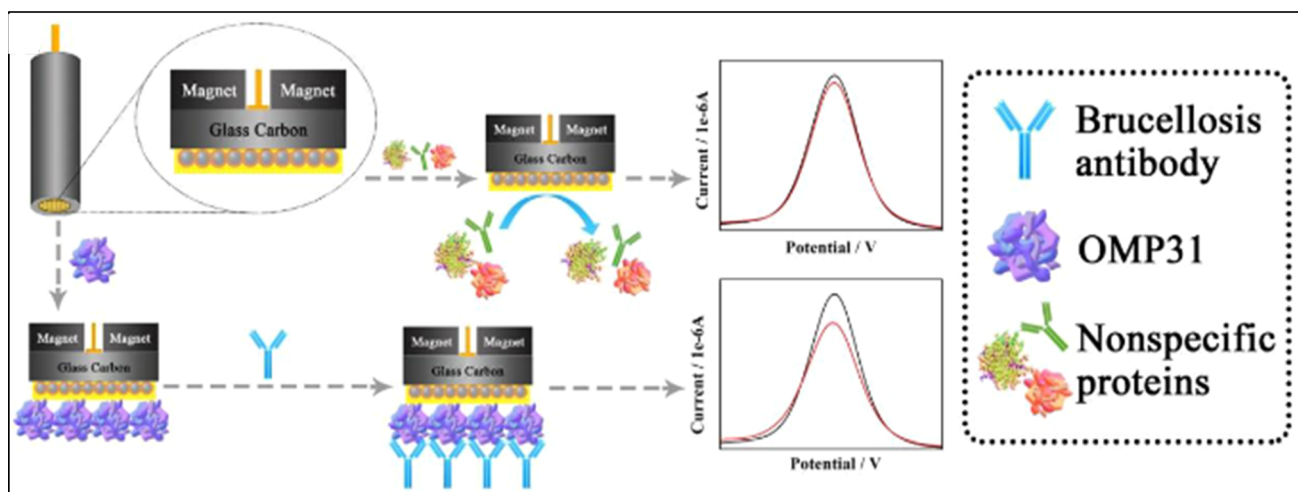 Magnet Magnet
Glass Carbon
Magnet Magnet
Glass Carbon
Current / 1e-6A
Potential / V
Magnet Magnet
Glass Carbon
Magnet Magnet
Glass Carbon
Current / 1e-6A
Potential / V
Brucellosis
antibody
OMP31
Nonspecific
proteins